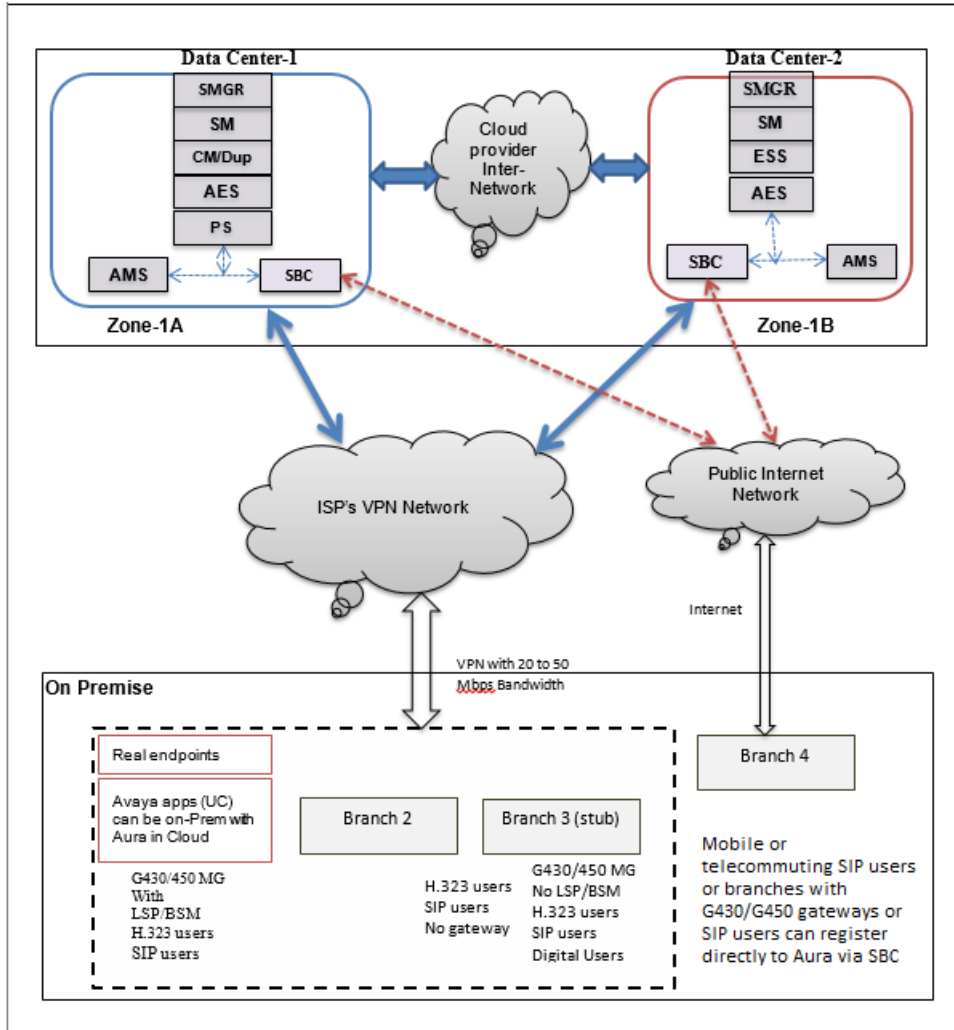 Data Center-1
SMGR
SM
CM/Dup
AES
PS
AMS
SBC
Zone-1A
Cloud
provider
Inter-
Network
Data Center-2
SMGR
SM
ESS
AES
SBC
AMS
Zone-1B
ISP's VPN Network
Public Internet
Network
Internet
VPN with 20 to 50
Mbps Bandwidth
On Premise
Real endpoints
Avaya apps (UC)
can be on-Prem with
Aura in Cloud
G430/450 MG
With
LSP/BSM
H.323 users
SIP users
Branch 2
H.323 users
SIP users
No gateway
Branch 3 (stub)
G430/450 MG
No LSP/BSM
H.323 users
SIP users
Digital Users
Branch 4
Mobile or
telecommuting SIP users
or branches with
G430/G450 gateways or
SIP users can register
directly to Aura via SBC